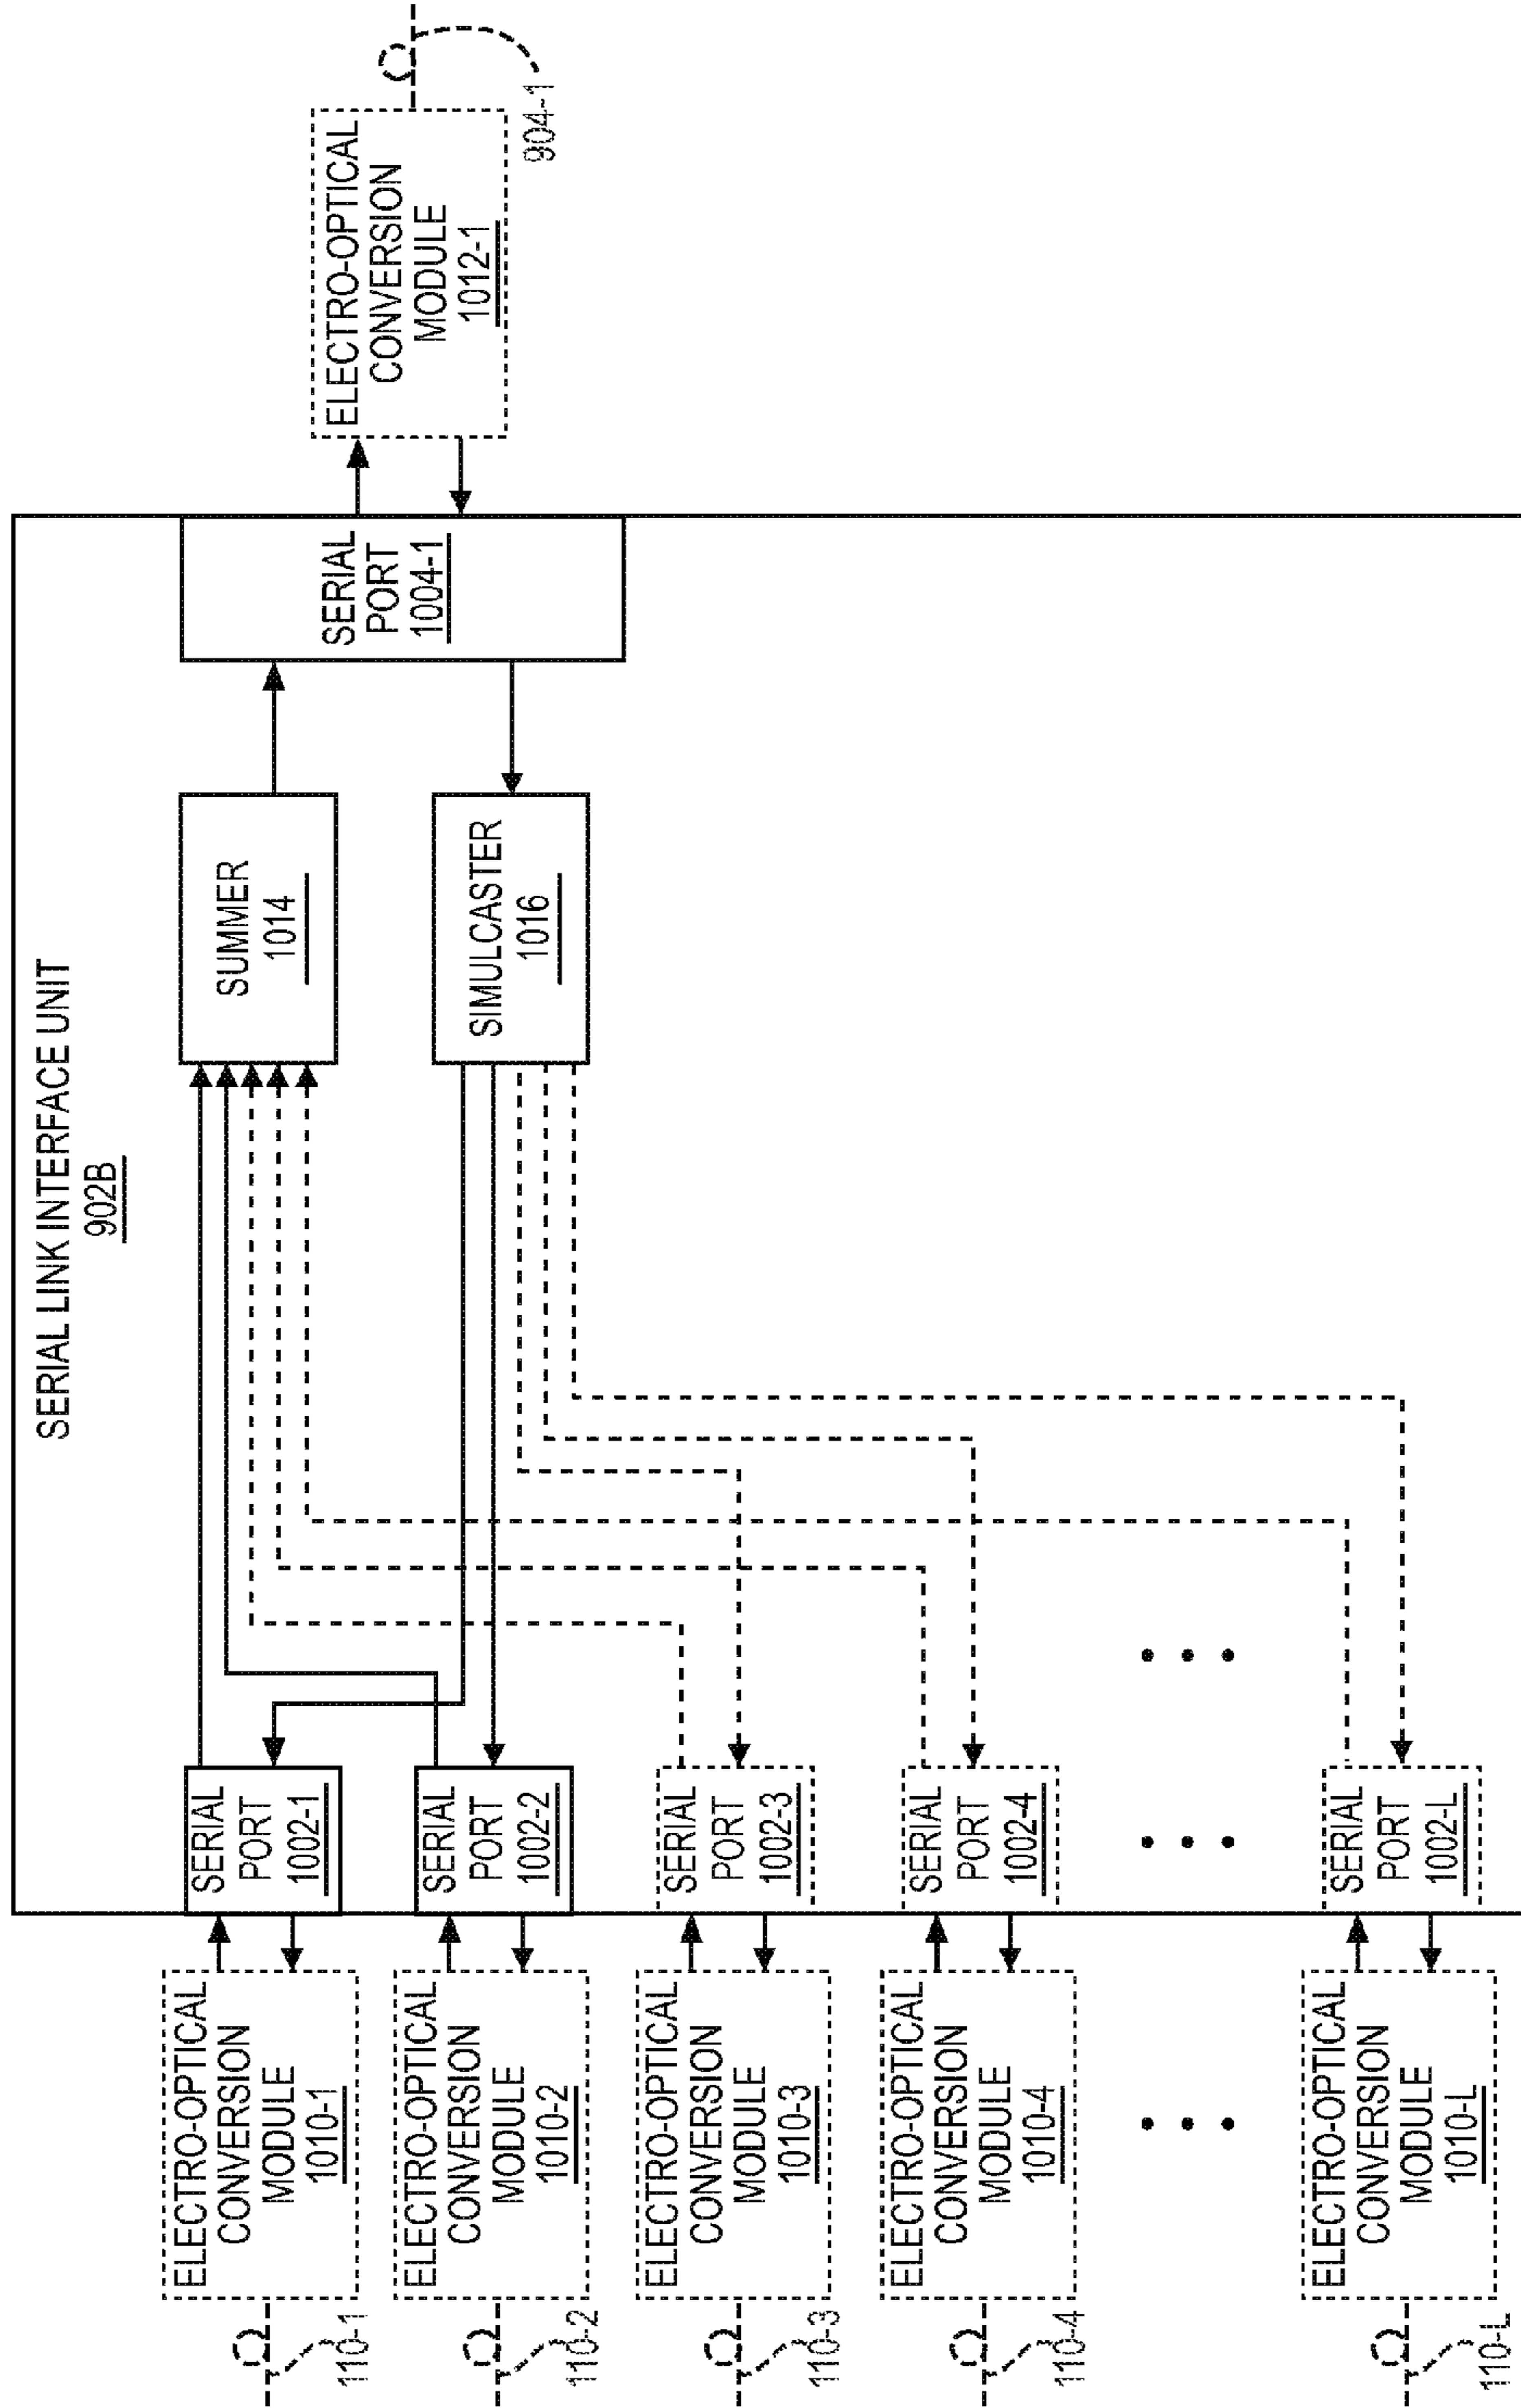 SERIAL LINK INTERFACE UNIT
902B
ELECTRO-OPTICAL
CONVERSION
MODULE
1010-1
110-1
SERIAL
PORT
1002-1
SUMMER
1014
SERIAL
PORT
1004-1
ELECTRO-OPTICAL
CONVERSION
MODULE
1012-1
904-1
ELECTRO-OPTICAL
CONVERSION
MODULE
1010-2
110-2
SERIAL
PORT
1002-2
SIMULCASTER
1016
ELECTRO-OPTICAL
CONVERSION
MODULE
1010-3
110-3
SERIAL
PORT
1002-3
ELECTRO-OPTICAL
CONVERSION
MODULE
1010-4
110-4
SERIAL
PORT
1002-4
ELECTRO-OPTICAL
CONVERSION
MODULE
1010-L
110-L
SERIAL
PORT
1002-L